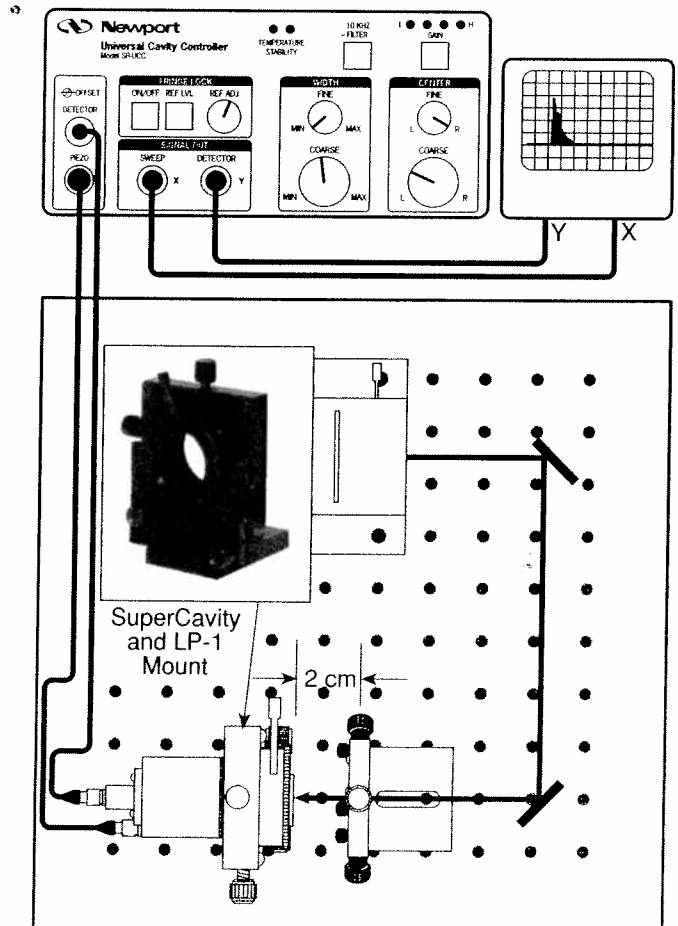 Newport
Universal Cavity Controller
Model SR-UCC
TEMPERATURE
STABILITY
10 KHZ
FILTER
L H
GAIN
OFFSET
DETECTOR
PIEZO
FRINGE LOCK
ON/OFF REF LVL REF ADJ
SIGNAL OUT
SWEEP DETECTOR
X Y
WIDTH
FINE
MIN MAX
COARSE
MIN MAX
CENTER
FINE
L R
COARSE
L R
Y X
SuperCavity
and LP-1
Mount
2 cm